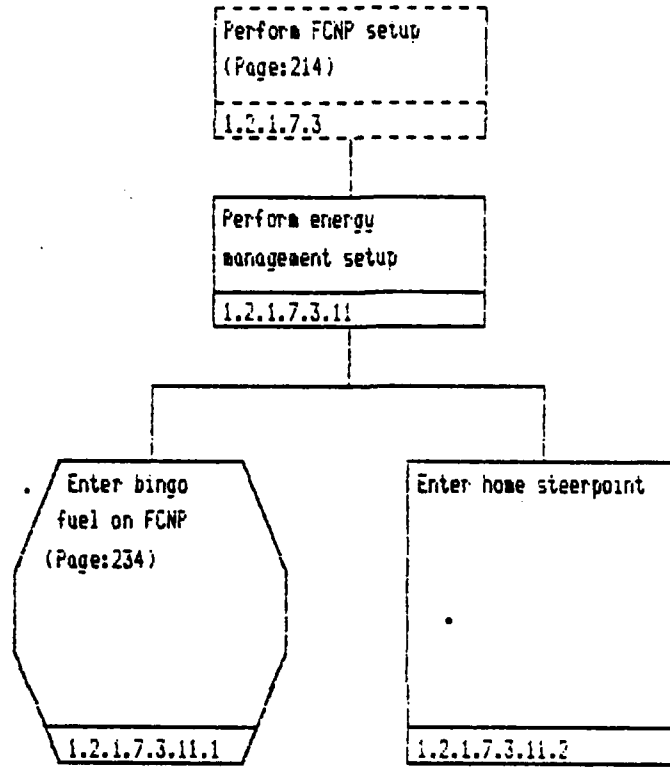 Perform FCNP setup
(Page:214)
1.2.1.7.3
Perform energy
management setup
1.2.1.7.3.11
Enter bingo
fuel on FCNP
(Page:234)
1.2.1.7.3.11.1
Enter home steerpoint
1.2.1.7.3.11.2